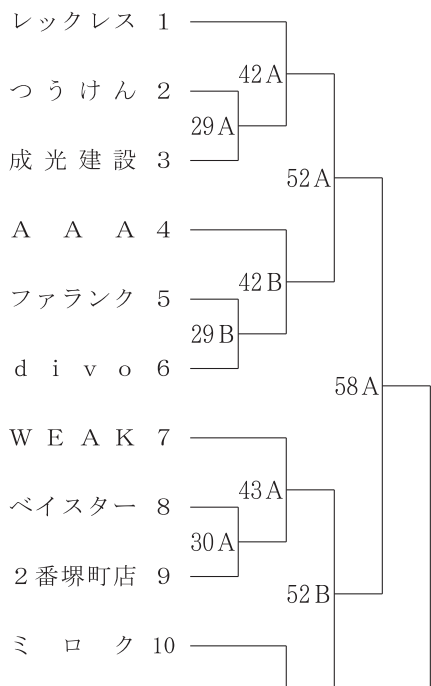 レックレス 1
42A
つうけん 2
29A
成光建設 3
52A
A A A 4
42B
ファランク 5
29B
divo 6
58A
WEAK 7
43A
ベイスター 8
30A
2番堺町店 9
52B
ミロク 10